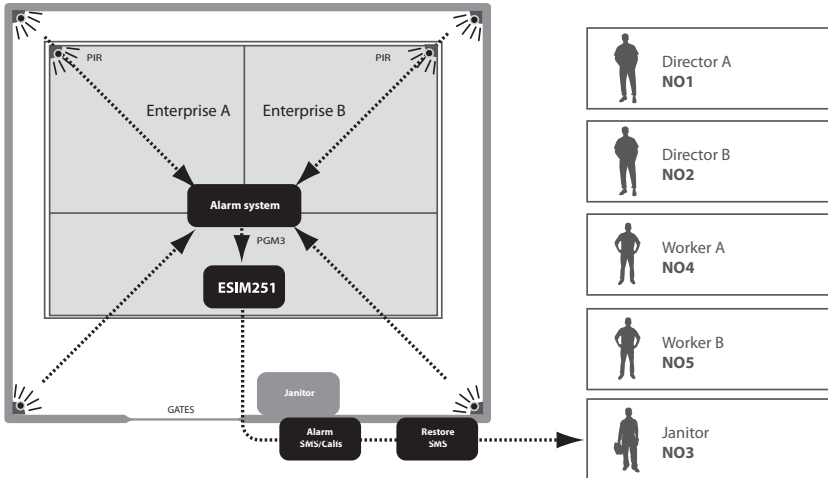 PIR
PIR
Enterprise A
Enterprise B
Alarm system
PGM3
ESIM251
Janitor
GATES
Alarm
SMS/Calls
Restore
SMS
Director A
NO1
Director B
NO2
Worker A
NO4
Worker B
NO5
Janitor
NO3